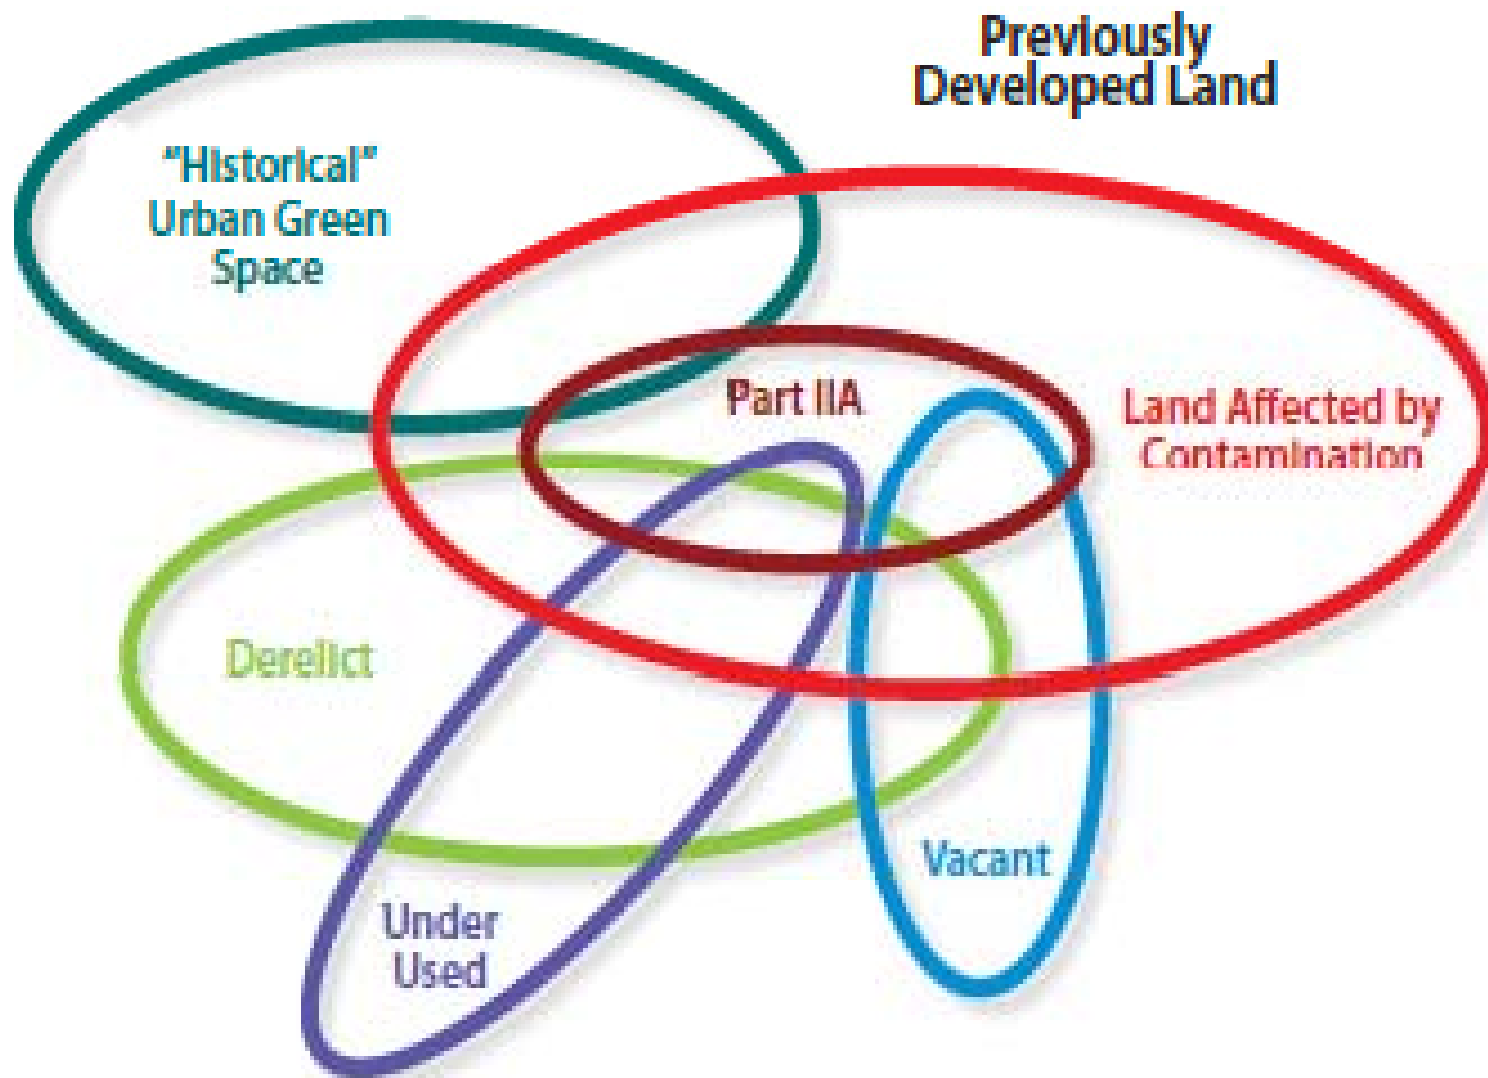 Previously
Developed Land
“Historical”
Urban Green
Space
Part IIA
Land Affected by
Contamination
Derelict
Vacant
Under
Used